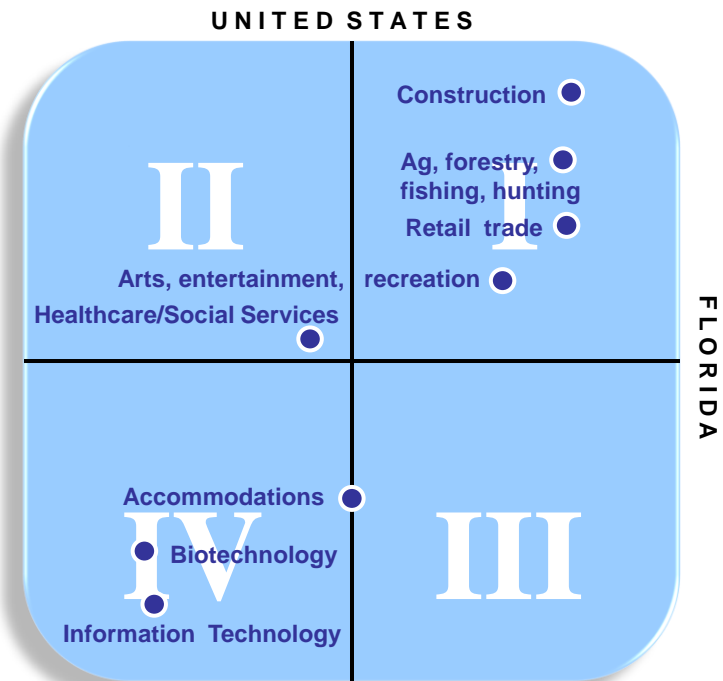 UNITED STATES
Construction
II
I
Ag, forestry,
fishing, hunting
Retail trade
Arts, entertainment, recreation
Healthcare/Social Services
FLORIDA
Accommodations
IV
III
Biotechnology
Information Technology